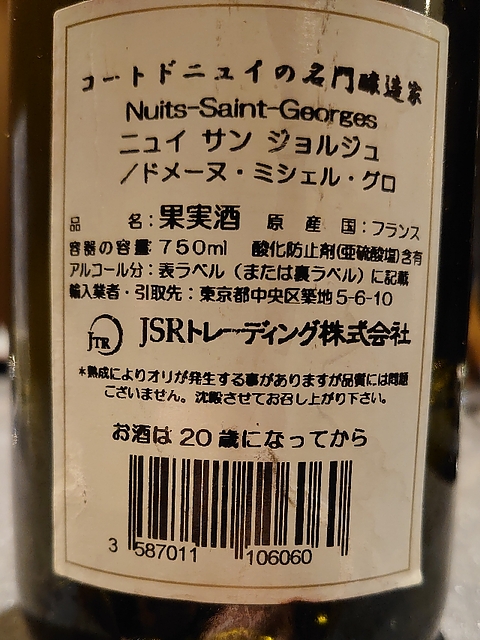 コートドニュイの名門醸造家
Nuits-Saint-Georges
ニュイ サン ジョルジュ
/ドメーヌ・ミシェル・グロ
品 名：果実酒 原 産 国：フランス
容器の容量 750ml 酸化防止剤(亜硫酸塩)含有
アルコール分：表ラベル（または裏ラベル）に記載
輸入業者・引取先：東京都中央区築地5-6-10
JTR JSRトレーディング株式会社
*熟成によりオリが発生する事がありますが品質には問題
ございません。沈殿させてお召し上がり下さい。
お酒は20歳になってから
3 587011 106060